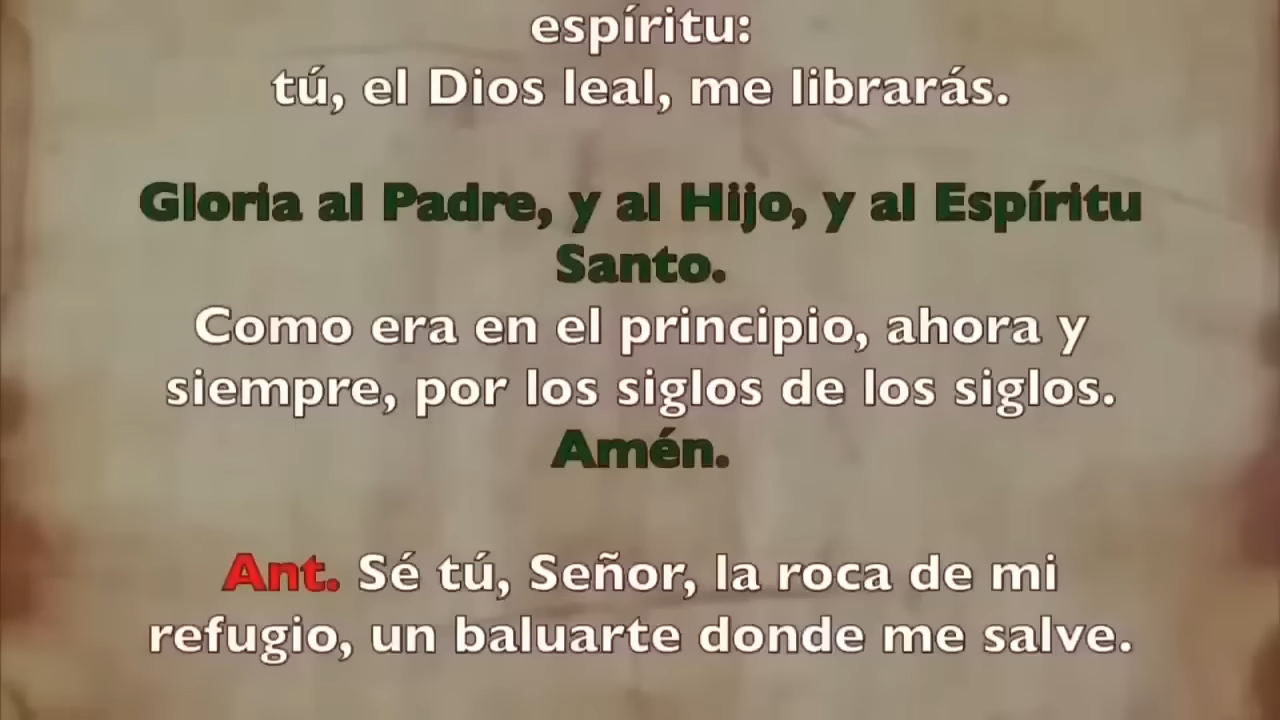 espíritu:
tú, el Dios leal, me librarás.
Gloria al Padre, y al Hijo, y al Espíritu
Santo.
Como era en el principio, ahora y
siempre, por los siglos de los siglos.
Amén.
Ant. Sé tú, Señor, la roca de mi
refugio, un baluarte donde me salve.